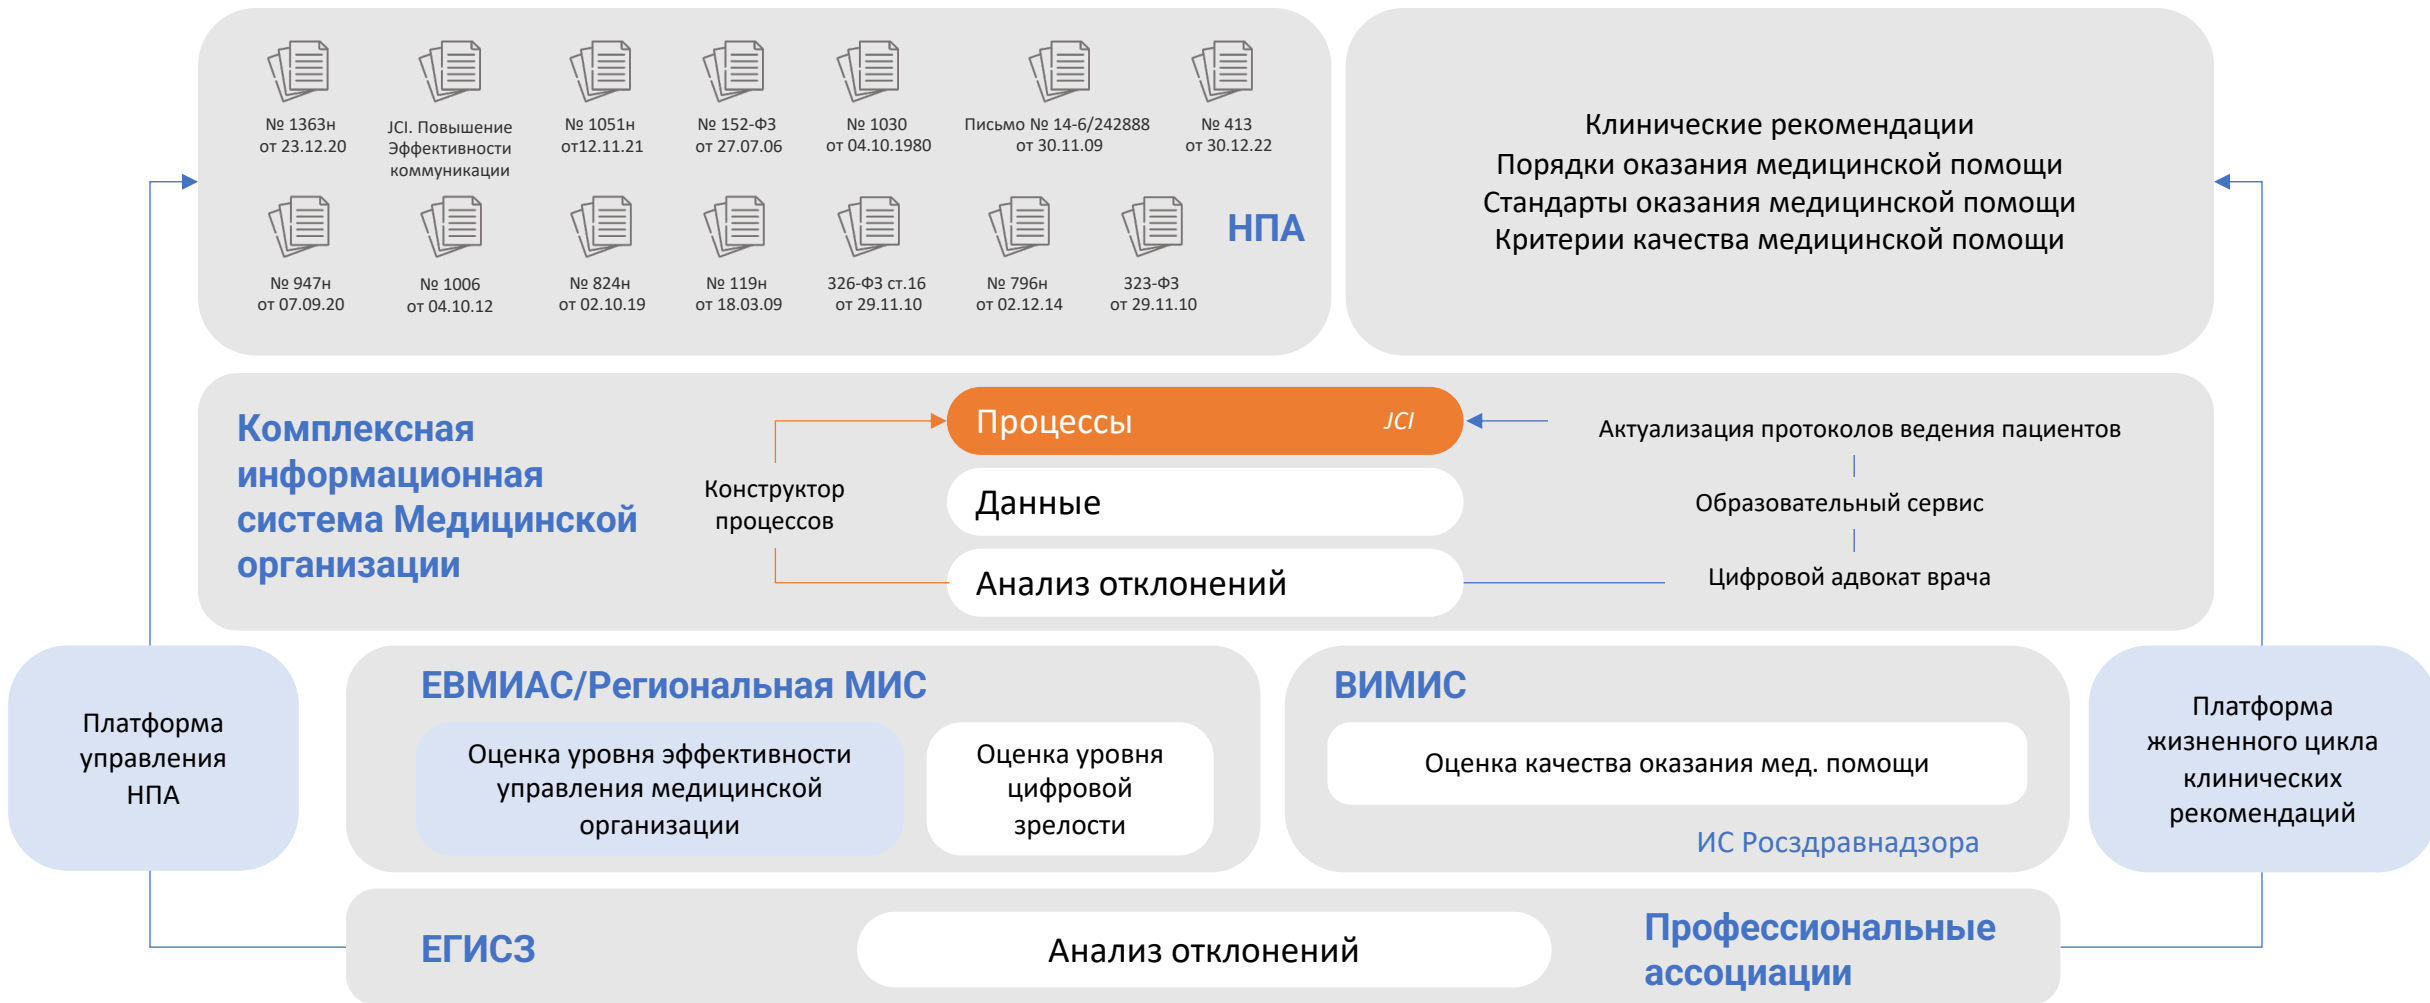 № 1363н
от 23.12.20
JCI. Повышение
Эффективности
коммуникации
№ 1051н
от12.11.21
№ 152-ФЗ
от 27.07.06
№ 1030
от 04.10.1980
Письмо № 14-6/242888
от 30.11.09
№ 413
от 30.12.22
№ 947н
от 07.09.20
№ 1006
от 04.10.12
№ 824н
от 02.10.19
№ 119н
от 18.03.09
326-ФЗ ст.16
от 29.11.10
№ 796н
от 02.12.14
323-ФЗ
от 29.11.10
НПА
Клинические рекомендации
Порядки оказания медицинской помощи
Стандарты оказания медицинской помощи
Критерии качества медицинской помощи
Комплексная
информационная
система Медицинской
организации
Конструктор
процессов
Процессы JCI
Данные
Анализ отклонений
Актуализация протоколов ведения пациентов
Образовательный сервис
Цифровой адвокат врача
Платформа
управления
НПА
ЕВМИАС/Региональная МИС
Оценка уровня эффективности
управления медицинской
организации
Оценка уровня
цифровой
зрелости
ВИМИС
Оценка качества оказания мед. помощи
ИС Росздравнадзора
Платформа
жизненного цикла
клинических
рекомендаций
ЕГИСЗ
Анализ отклонений
Профессиональные
ассоциации